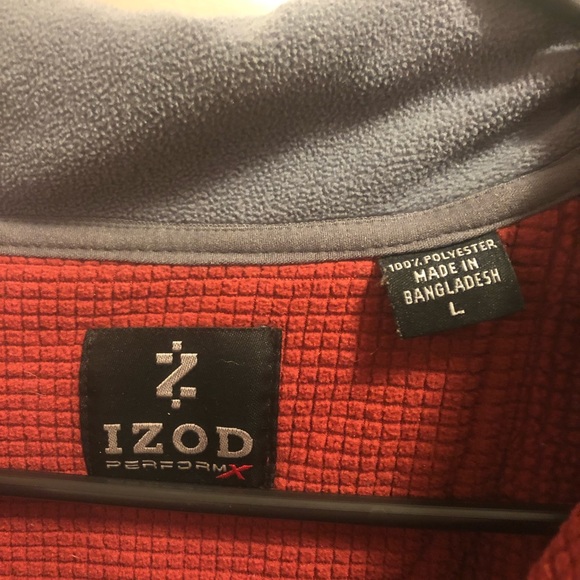 100% POLYESTER
MADE IN
BANGLADESH
L
IZOD
PERFORMX